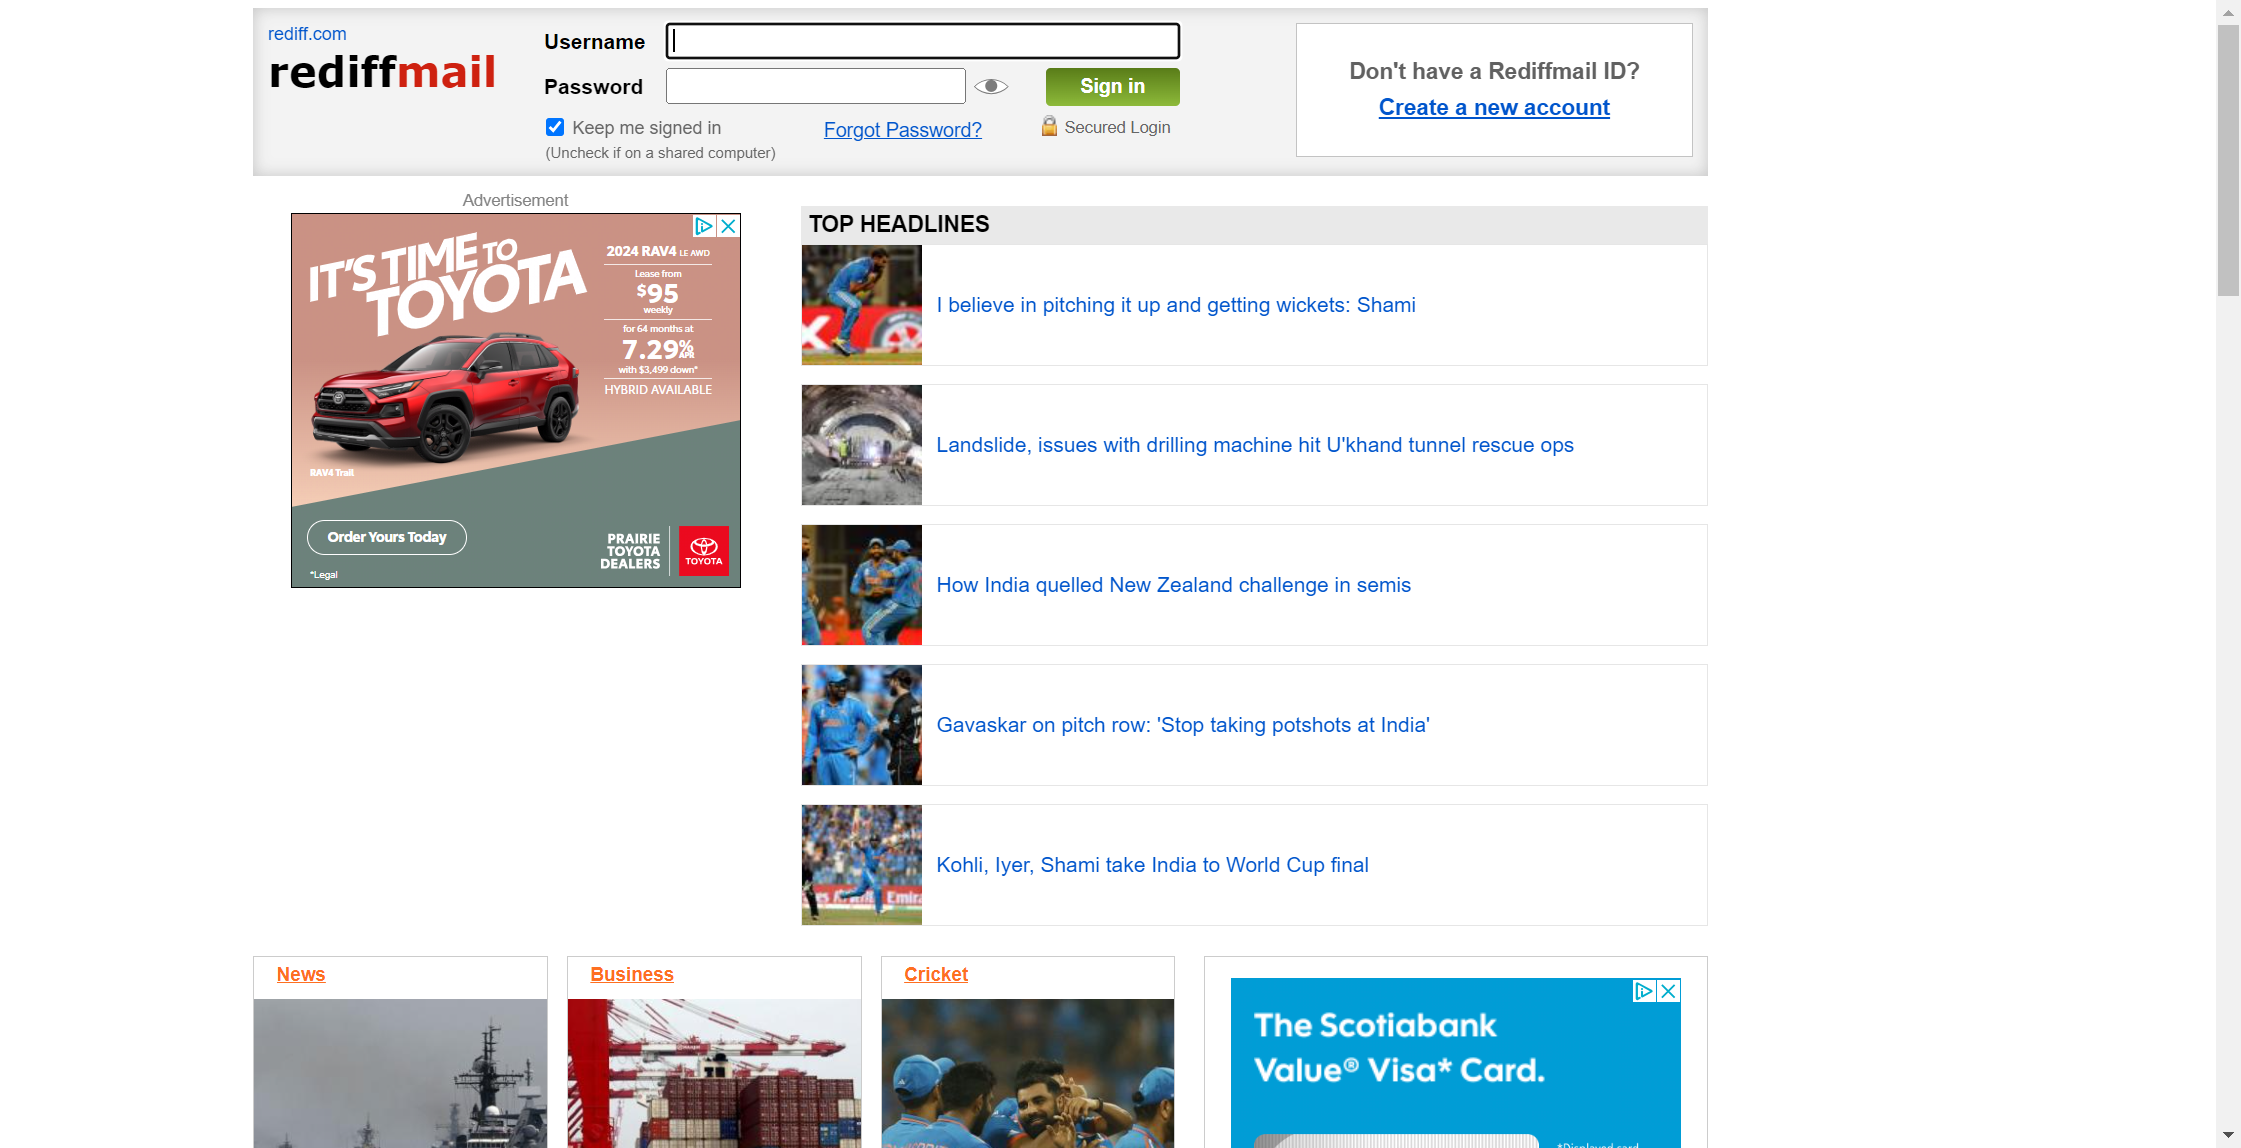 rediff.com
rediffmail
Username
Password
Sign in
Keep me signed in
(Uncheck if on a shared computer)
Forgot Password?
Secured Login
Don't have a Rediffmail ID?
Create a new account
Advertisement
IT'S TIME TO
TOYOTA
2024 RAV4 LE AWD
Lease from
$95
weekly
for 64 months at
7.29% APR
with $3,499 down*
HYBRID AVAILABLE
RAV4 Trail
Order Yours Today
*Legal
PRAIRIE
TOYOTA
DEALERS
TOYOTA
TOP HEADLINES
I believe in pitching it up and getting wickets: Shami
Landslide, issues with drilling machine hit U'khand tunnel rescue ops
How India quelled New Zealand challenge in semis
Gavaskar on pitch row: 'Stop taking potshots at India'
Kohli, Iyer, Shami take India to World Cup final
News
Business
Cricket
The Scotiabank
Value® Visa* Card.
*Displayed card